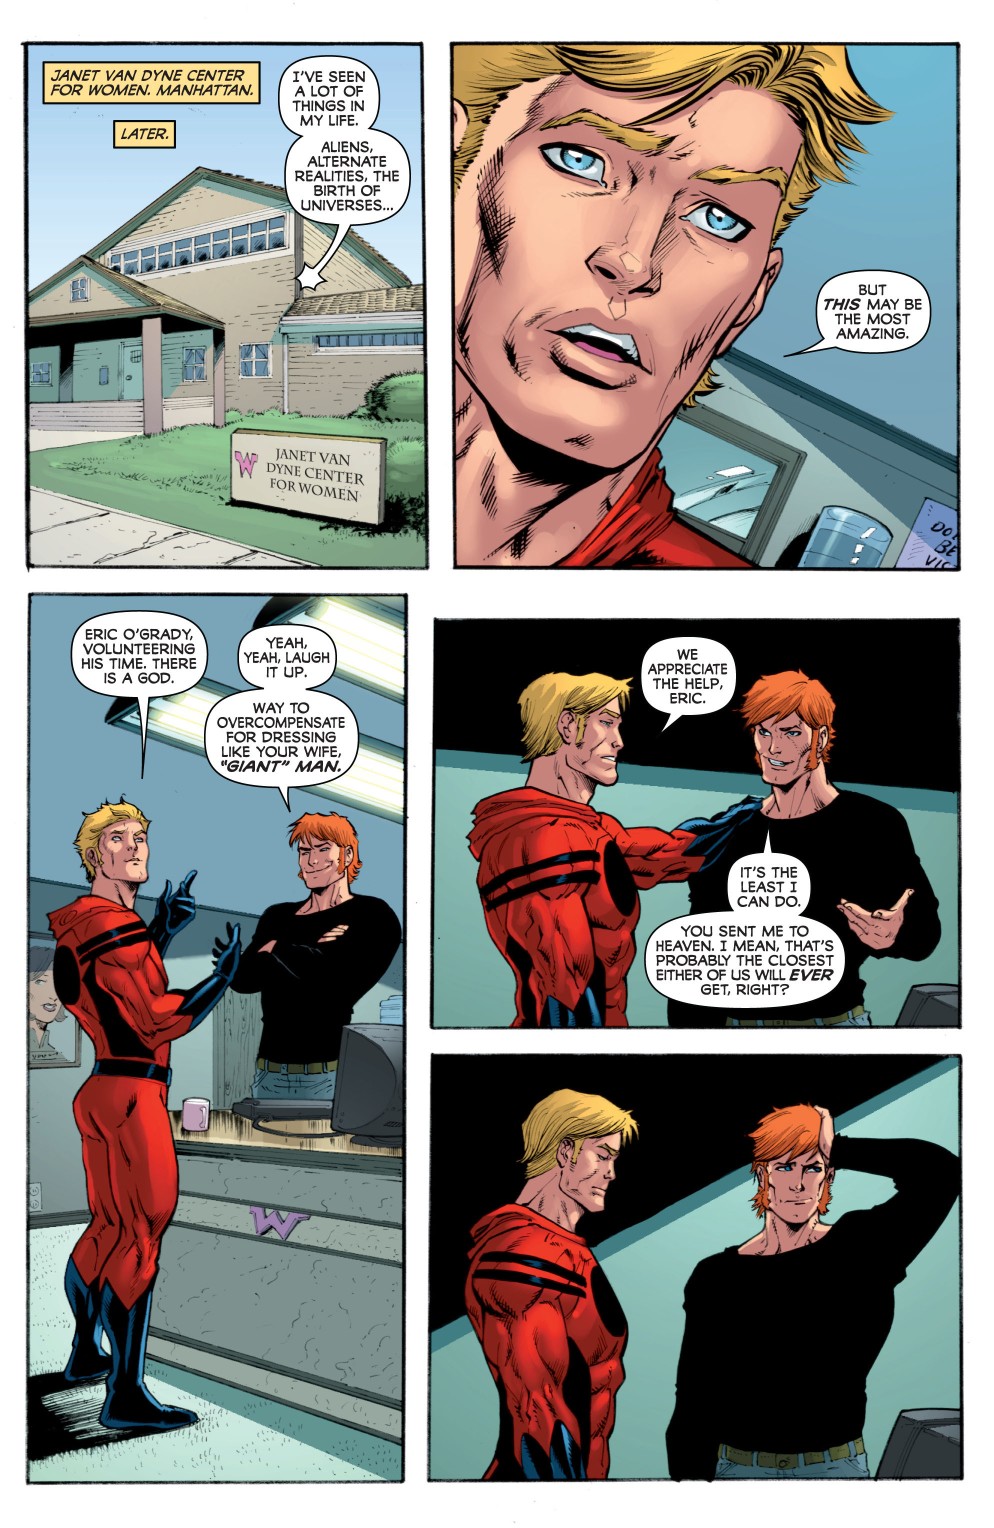 JANET VAN DYNE CENTER
FOR WOMEN. MANHATTAN.
LATER.
I'VE SEEN
A LOT OF
THINGS IN
MY LIFE.
ALIENS,
ALTERNATE
REALITIES, THE
BIRTH OF
UNIVERSES...
W
JANET VAN
DYNE CENTER
FOR WOMEN
BUT
THIS MAY BE
THE MOST
AMAZING.
BE
ERIC O'GRADY,
VOLUNTEERING
HIS TIME. THERE
IS A GOD.
YEAH,
YEAH, LAUGH
IT UP.
WAY TO
OVERCOMPENSATE
FOR DRESSING
LIKE YOUR WIFE,
"GIANT" MAN.
YOU
W
WE
APPRECIATE
THE HELP,
ERIC.
IT'S THE
LEAST I
CAN DO.
YOU SENT ME TO
HEAVEN. I MEAN, THAT'S
PROBABLY THE CLOSEST
EITHER OF US WILL EVER
GET, RIGHT?